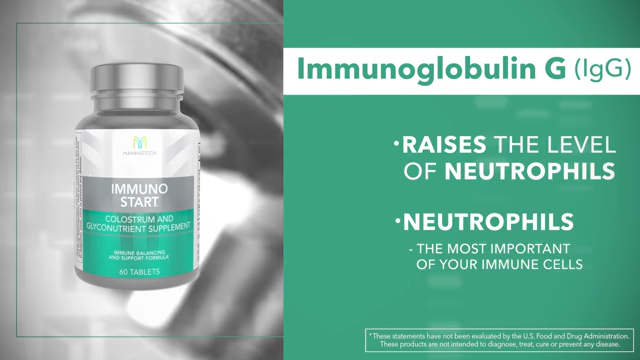 MANNATECH
IMMUNO
START
COLOSTRUM AND
GLYCONUTRIENT SUPPLEMENT
IMMUNE BALANCING
AND SUPPORT FORMULA*
60 TABLETS
Immunoglobulin G (IgG)
•RAISES THE LEVEL
OF NEUTROPHILS
•NEUTROPHILS
- THE MOST IMPORTANT
OF YOUR IMMUNE CELLS
*These statements have not been evaluated by the U.S. Food and Drug Administration.
These products are not intended to diagnose, treat, cure or prevent any disease.